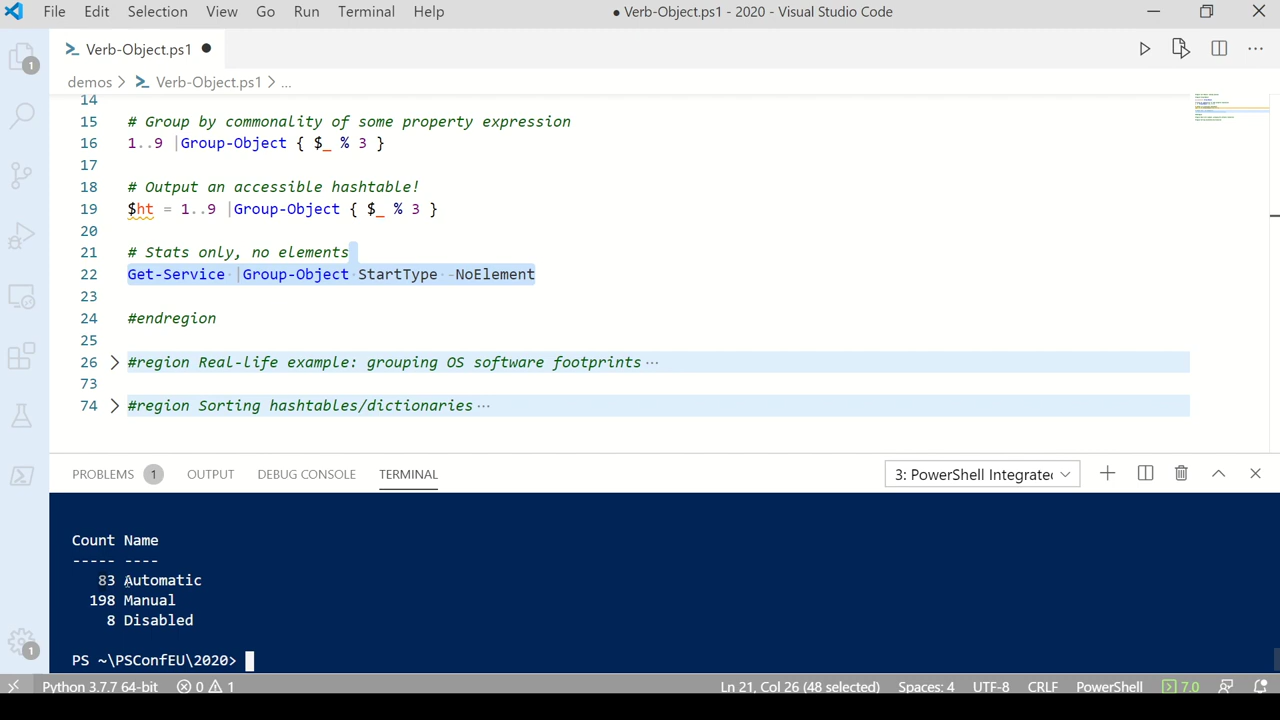 File Edit Selection View Go Run Terminal Help ● Verb-Object.ps1 - 2020 - Visual Studio Code
Verb-Object.ps1 ●
demos > Verb-Object.ps1 > ...
14
15 # Group by commonality of some property exression
16 1..9 |Group-Object { $_ % 3 }
17
18 # Output an accessible hashtable!
19 $ht = 1..9 |Group-Object { $_ % 3 }
20
21 # Stats only, no elements
22 Get-Service |Group-Object StartType -NoElement
23
24 #endregion
25
26 #region Real-life example: grouping OS software footprints ...
73
74 #region Sorting hashtables/dictionaries ...
PROBLEMS 1 OUTPUT DEBUG CONSOLE TERMINAL 3: PowerShell Integrated
Count Name
----- ----
83 Automatic
198 Manual
8 Disabled
PS ~\PSConfEU\2020>
1
1
Python 3.7.7 64-bit 0 1 Ln 21, Col 26 (48 selected) Spaces: 4 UTF-8 CRLF PowerShell 7.0